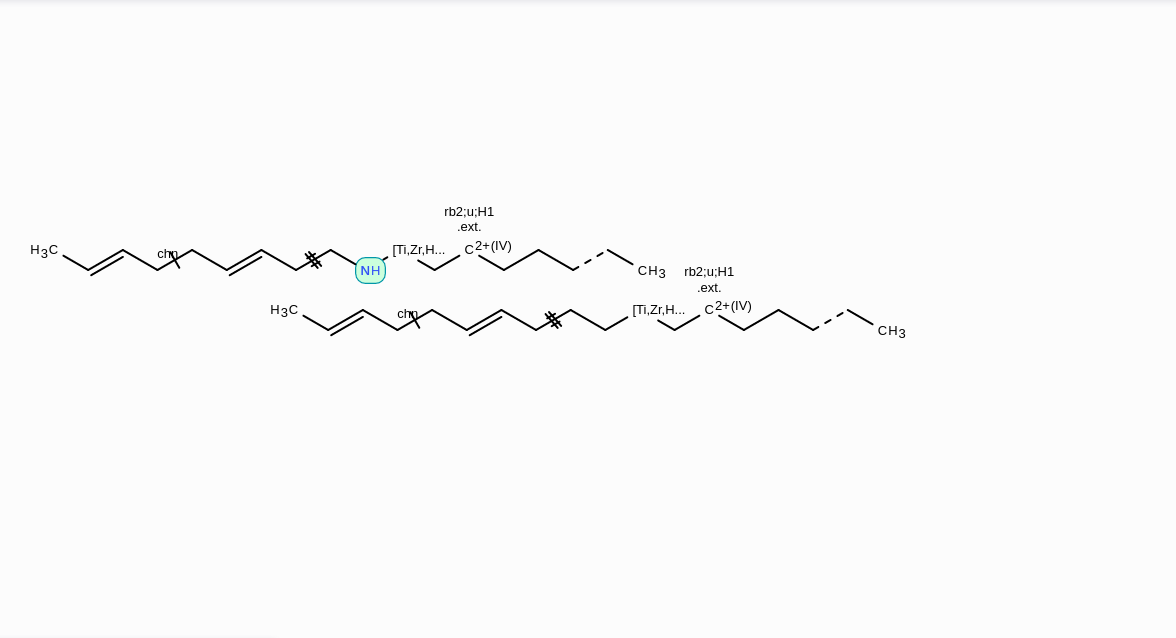 rb2;u;H1
.ext.
H3C chn NH [Ti,Zr,H... C2+(IV) CH3
rb2;u;H1
.ext.
H3C chn [Ti,Zr,H... C2+(IV) CH3